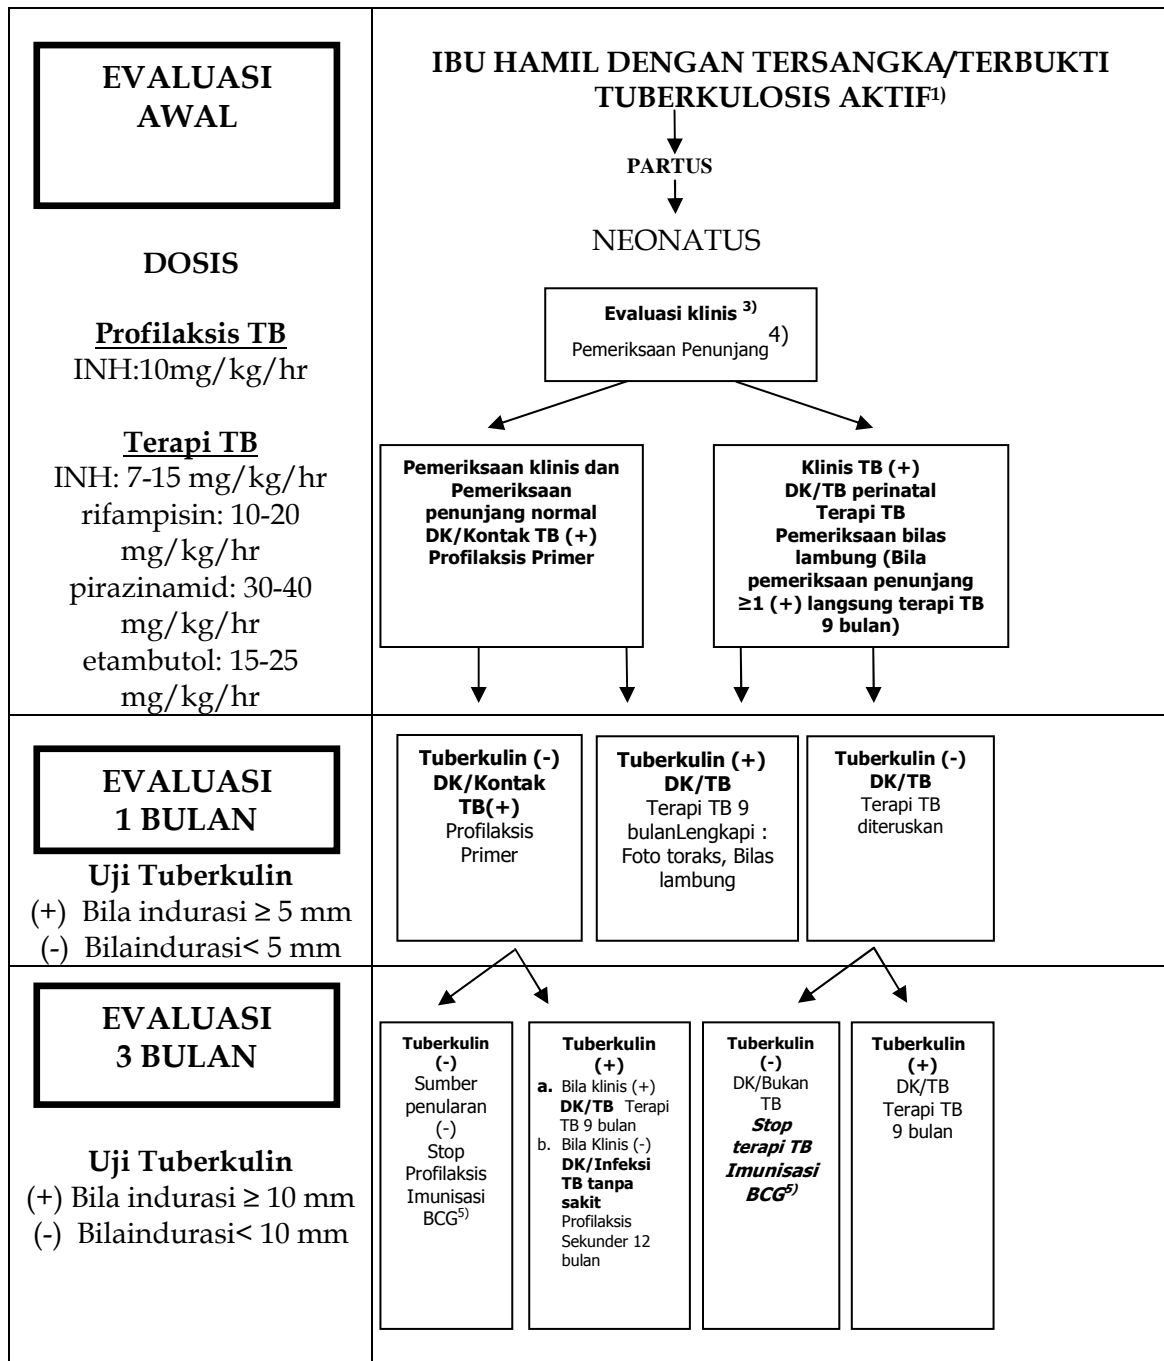 EVALUASI
AWAL
DOSIS
Profilaksis TB
INH:10mg/kg/hr
Terapi TB
INH: 7-15 mg/kg/hr
rifampisin: 10-20
mg/kg/hr
pirazinamid: 30-40
mg/kg/hr
etambutol: 15-25
mg/kg/hr
IBU HAMIL DENGAN TERSANGKA/TERBUKTI
TUBERKULOSIS AKTIF1)
PARTUS
NEONATUS
Evaluasi klinis 3)
Pemeriksaan Penunjang4)
Pemeriksaan klinis dan
Pemeriksaan
penunjang normal
DK/Kontak TB (+)
Profilaksis Primer
Klinis TB (+)
DK/TB perinatal
Terapi TB
Pemeriksaan bilas
lambung (Bila
pemeriksaan penunjang
≥1 (+) langsung terapi TB
9 bulan)
EVALUASI
1 BULAN
Uji Tuberkulin
(+) Bila indurasi ≥ 5 mm
(-) Bilaindurasi< 5 mm
Tuberkulin (-)
DK/Kontak
TB(+)
Profilaksis
Primer
Tuberkulin (+)
DK/TB
Terapi TB 9
bulanLengkapi :
Foto toraks, Bilas
lambung
Tuberkulin (-)
DK/TB
Terapi TB
diteruskan
EVALUASI
3 BULAN
Uji Tuberkulin
(+) Bila indurasi ≥ 10 mm
(-) Bilaindurasi< 10 mm
Tuberkulin
(-)
Sumber
penularan
(-)
Stop
Profilaksis
Imunisasi
BCG5)
Tuberkulin
(+)
a. Bila klinis (+)
DK/TB Terapi
TB 9 bulan
b. Bila Klinis (-)
DK/Infeksi
TB tanpa
sakit
Profilaksis
Sekunder 12
bulan
Tuberkulin
(-)
DK/Bukan
TB
Stop
terapi TB
Imunisasi
BCG5)
Tuberkulin
(+)
DK/TB
Terapi TB
9 bulan